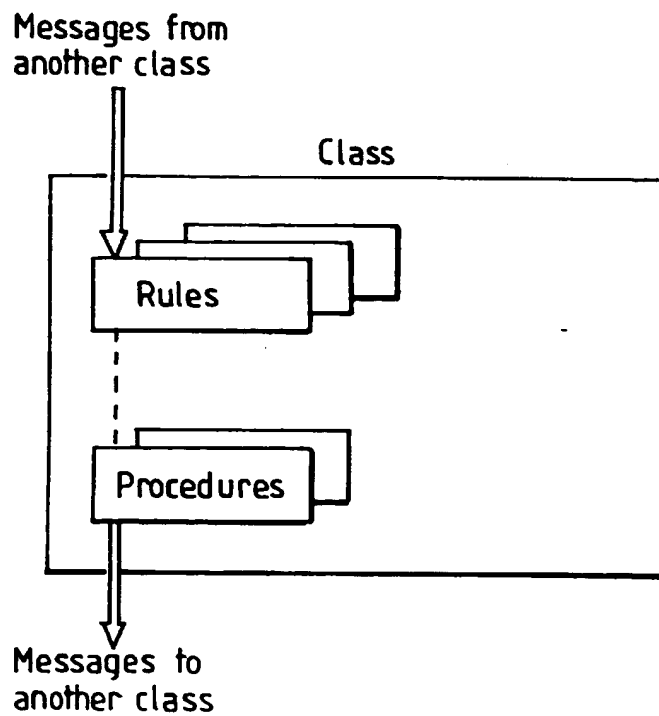 Messages from
another class
Class
Rules
Procedures
Messages to
another class